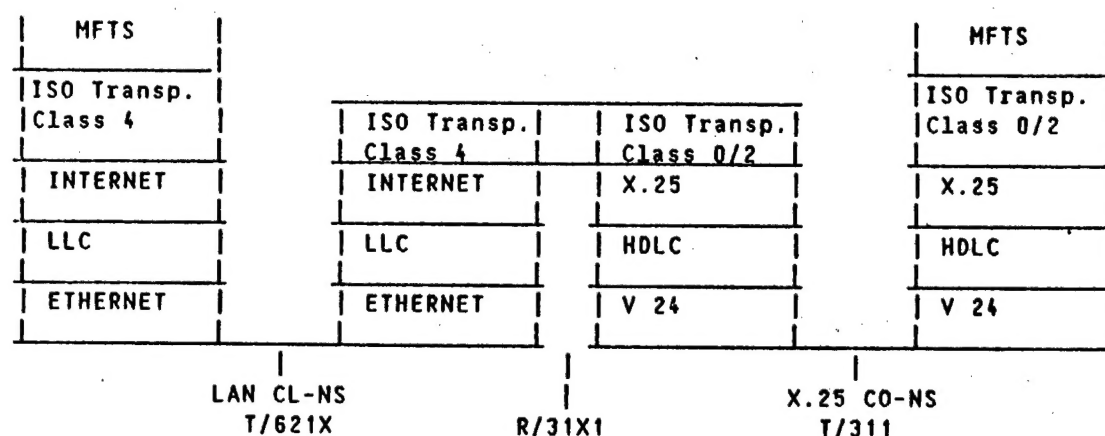 MFTS
MFTS
ISO Transp.
Class 4
ISO Transp.
Class 4
ISO Transp.
Class 0/2
ISO Transp.
Class 0/2
INTERNET
INTERNET
X.25
X.25
LLC
LLC
HDLC
HDLC
ETHERNET
ETHERNET
V 24
V 24
LAN CL-NS
T/621X
R/31X1
X.25 CO-NS
T/311